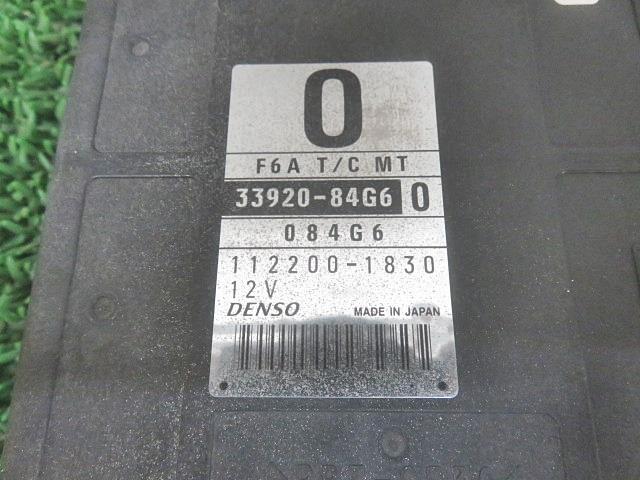 0
F6A T/C MT
33920-84G6 0
084G6
112200-1830
12V
DENSO MADE IN JAPAN